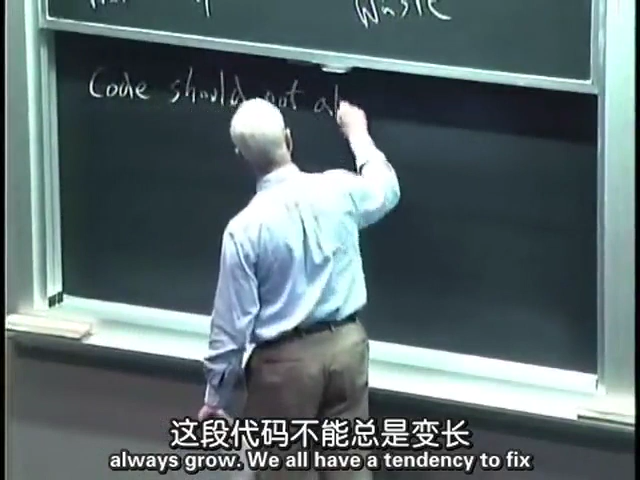 Waste
Code should not al
这段代码不能总是变长
always grow. We all have a tendency to fix